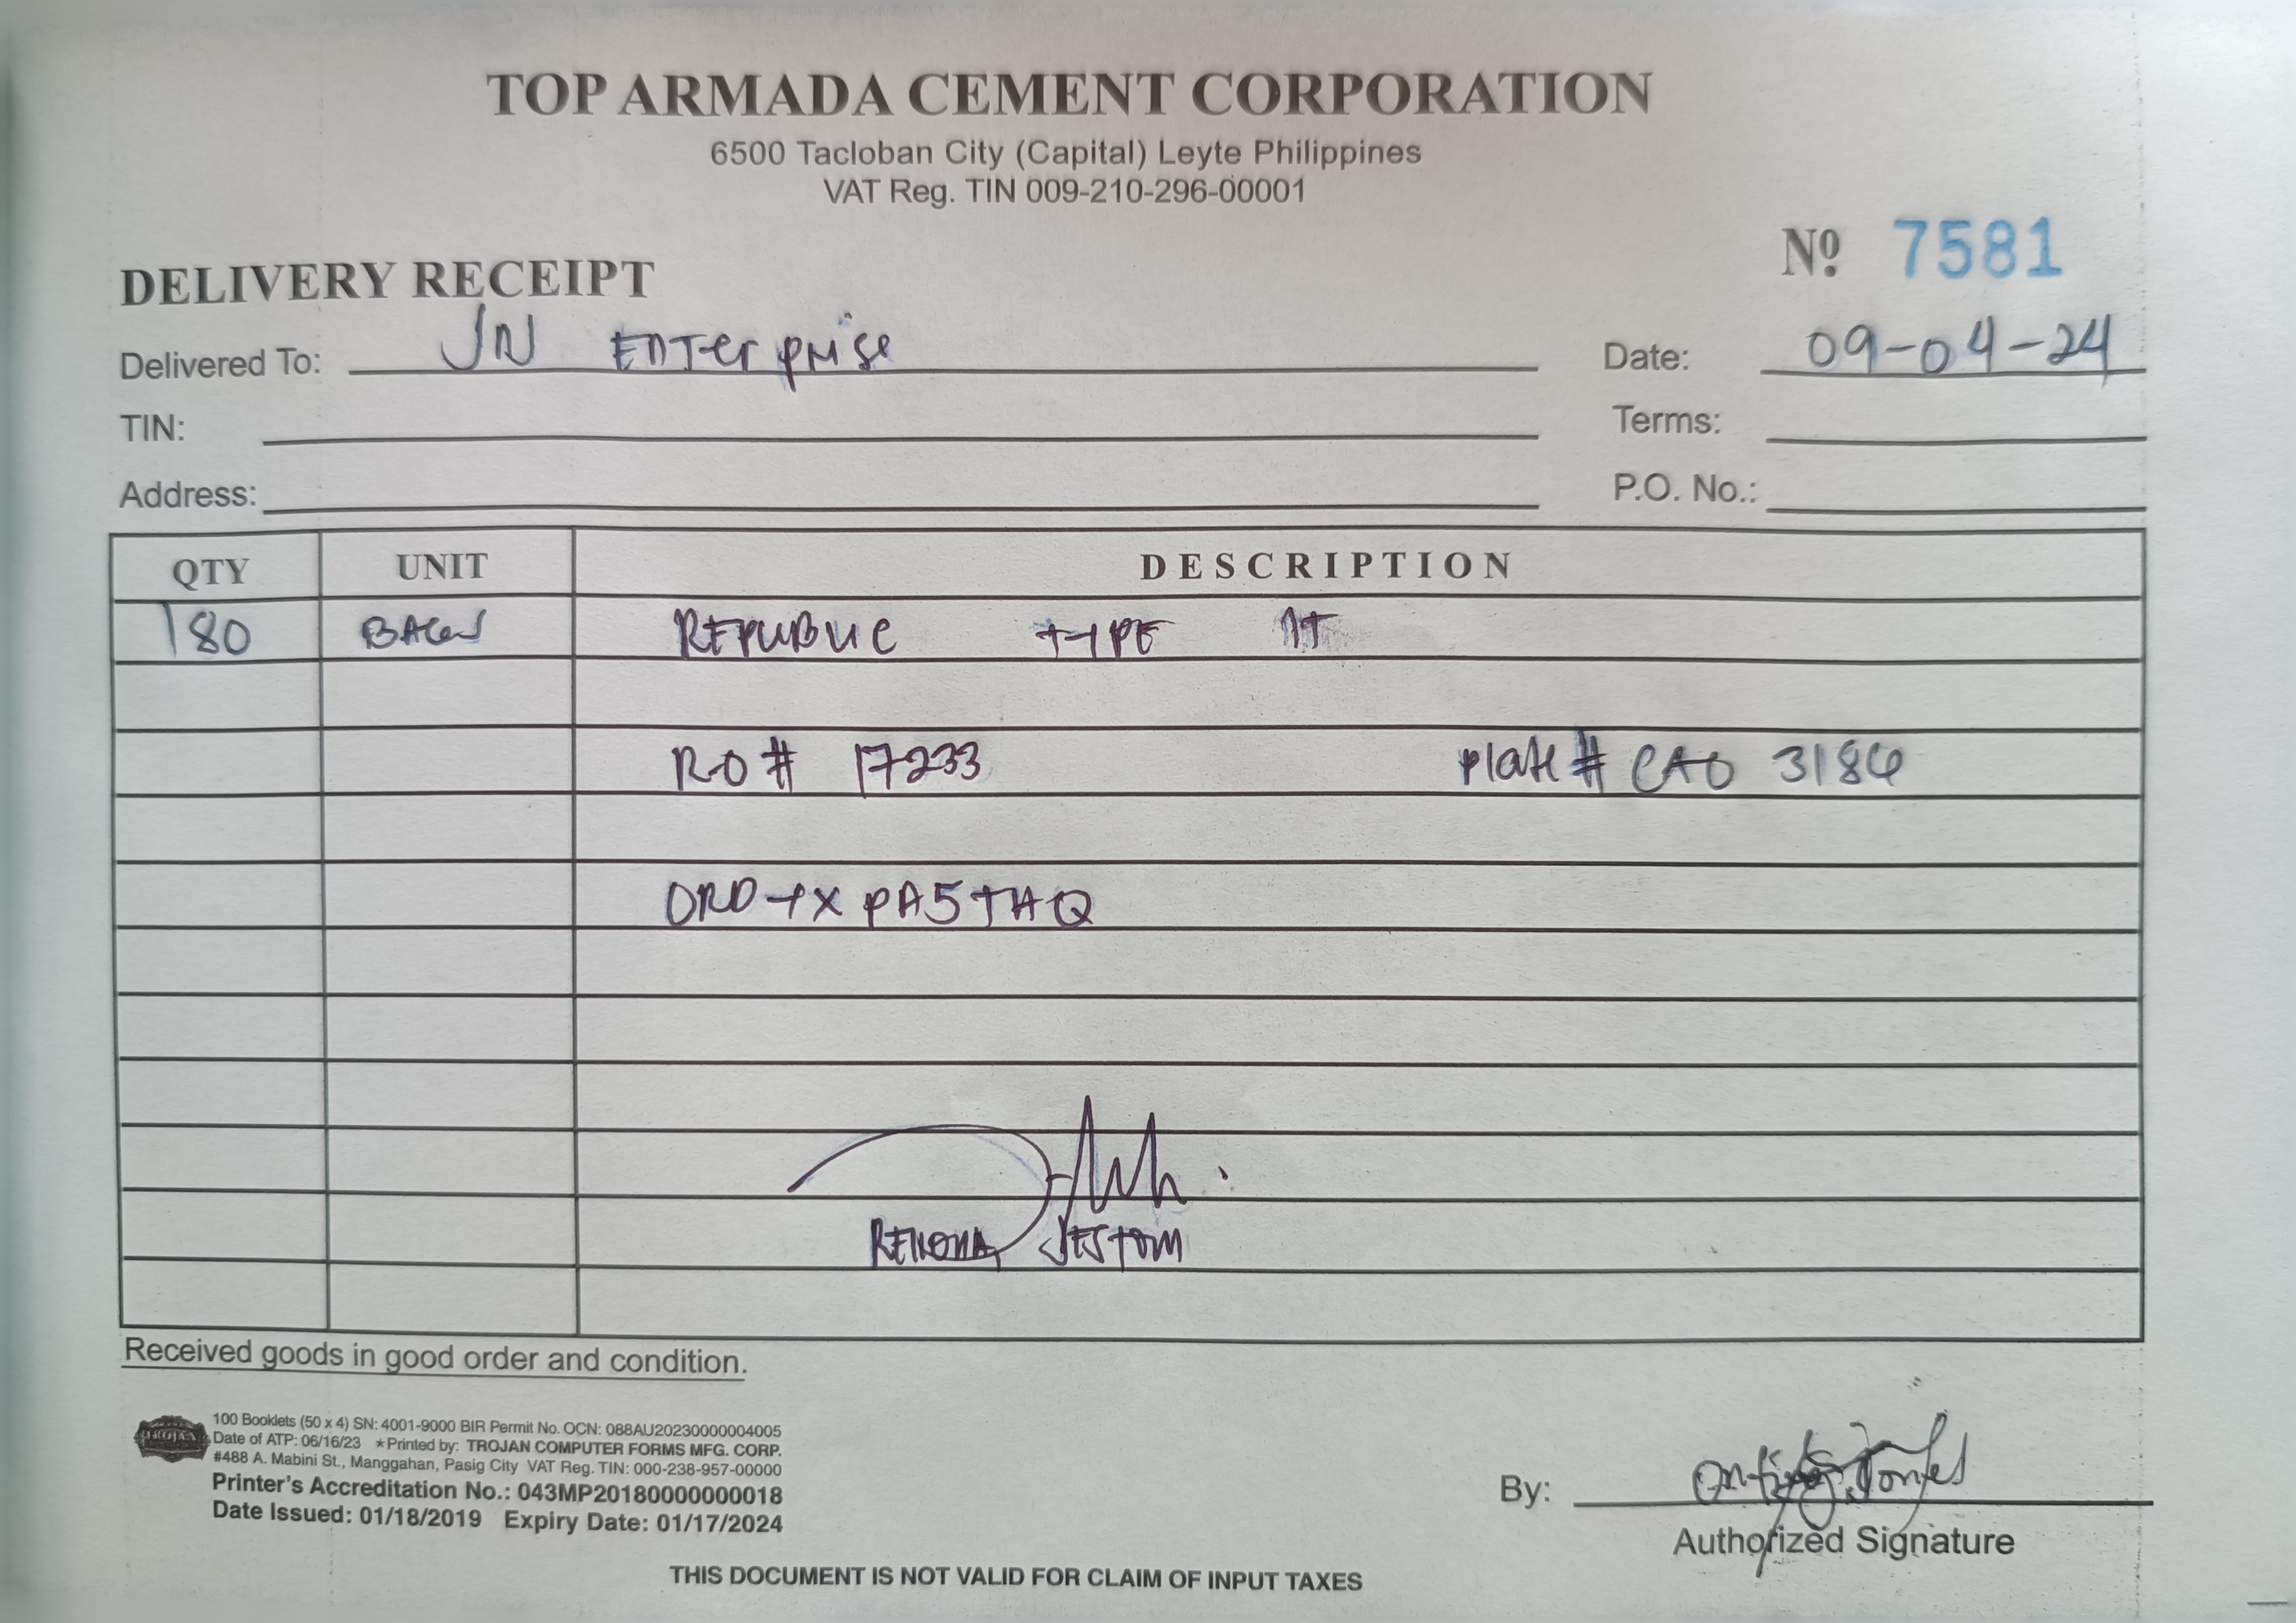 TOP ARMADA CEMENT CORPORATION
6500 Tacloban City (Capital) Leyte Philippines
VAT Reg. TIN 009-210-296-00001
Nº 7581
DELIVERY RECEIPT
Delivered To: JN Enterprise Date: 09-04-24
TIN: Terms:
Address: P.O. No.:
QTY UNIT DESCRIPTION
180 BAGS REPUBLIC TYPE 1T
RO # 17233 Plate # CAO 3186
ORD-1XPA5THQ
JESTOM
Received goods in good order and condition.
TROJAN
100 Booklets (50 x 4) SN: 4001-9000 BIR Permit No. OCN: 088AU20230000004005
Date of ATP: 06/16/23 ★Printed by: TROJAN COMPUTER FORMS MFG. CORP.
#488 A. Mabini St., Manggahan, Pasig City VAT Reg. TIN: 000-238-957-00000
Printer's Accreditation No.: 043MP20180000000018
Date Issued: 01/18/2019 Expiry Date: 01/17/2024
By:
Authorized Signature
THIS DOCUMENT IS NOT VALID FOR CLAIM OF INPUT TAXES